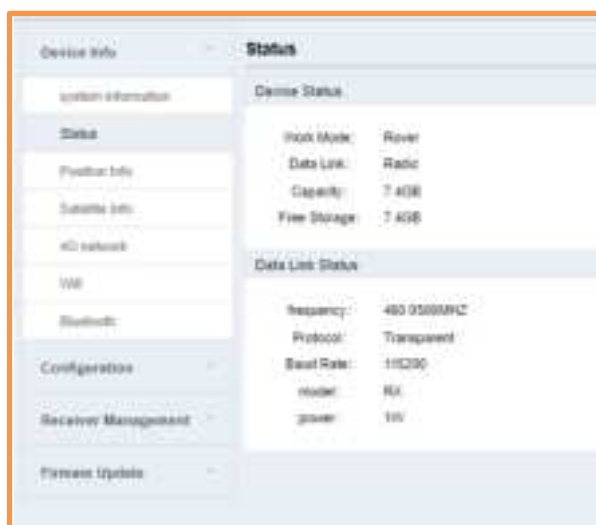 Device Info
system information
Status
Position Info
Satellite Info
4G network
Wifi
Bluetooth
Configuration
Receiver Management
Firmware Update
Status
Device Status
Work Mode: Rover
Data Link: Radio
Capacity: 7.4GB
Free Storage: 7.4GB
Data Link Status
frequency:
Protocol: Transparent
Baud Rate: 115200
model: RX
power: 1W